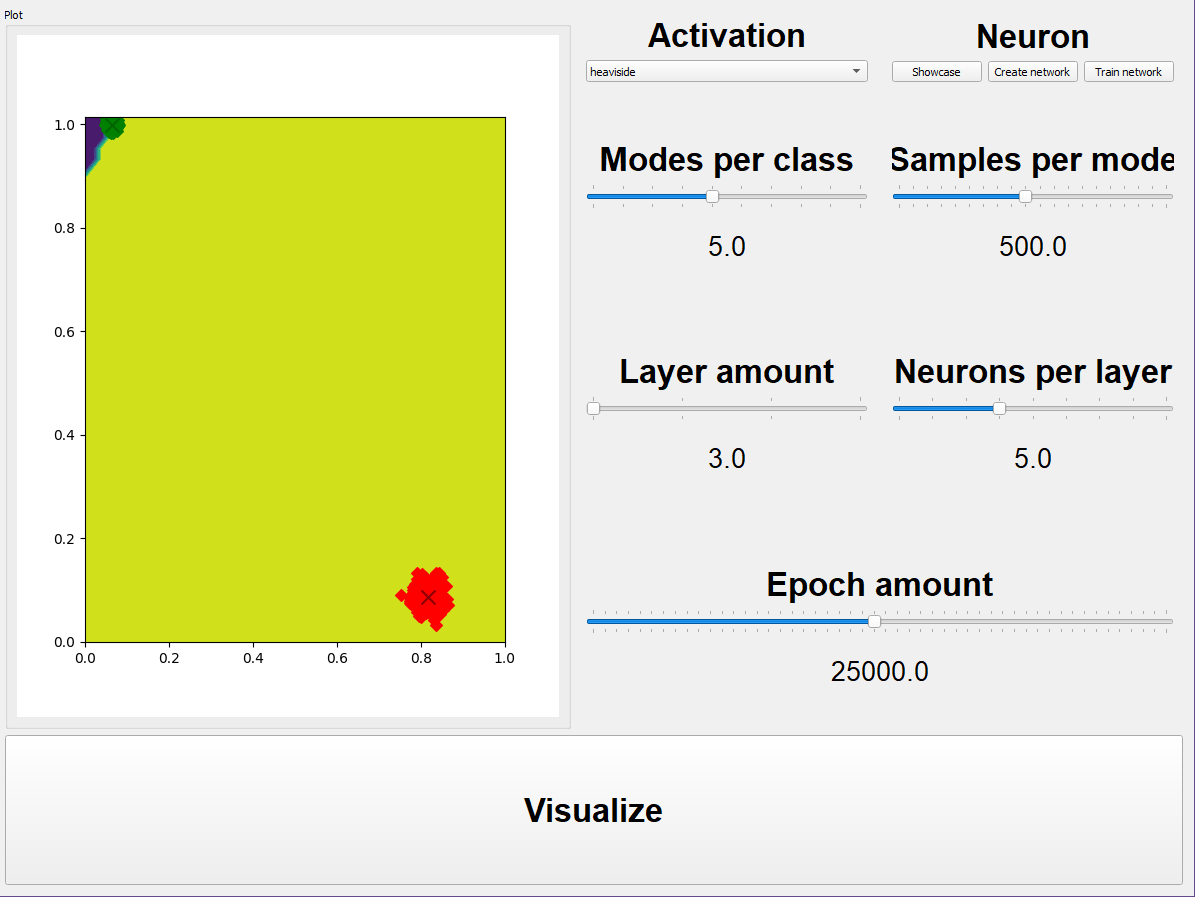 Plot
1.0
0.8
0.6
0.4
0.2
0.0
0.0 0.2 0.4 0.6 0.8 1.0
Activation
heaviside
Neuron
Showcase Create network Train network
Modes per class
5.0
Samples per mode
500.0
Layer amount
3.0
Neurons per layer
5.0
Epoch amount
25000.0
Visualize